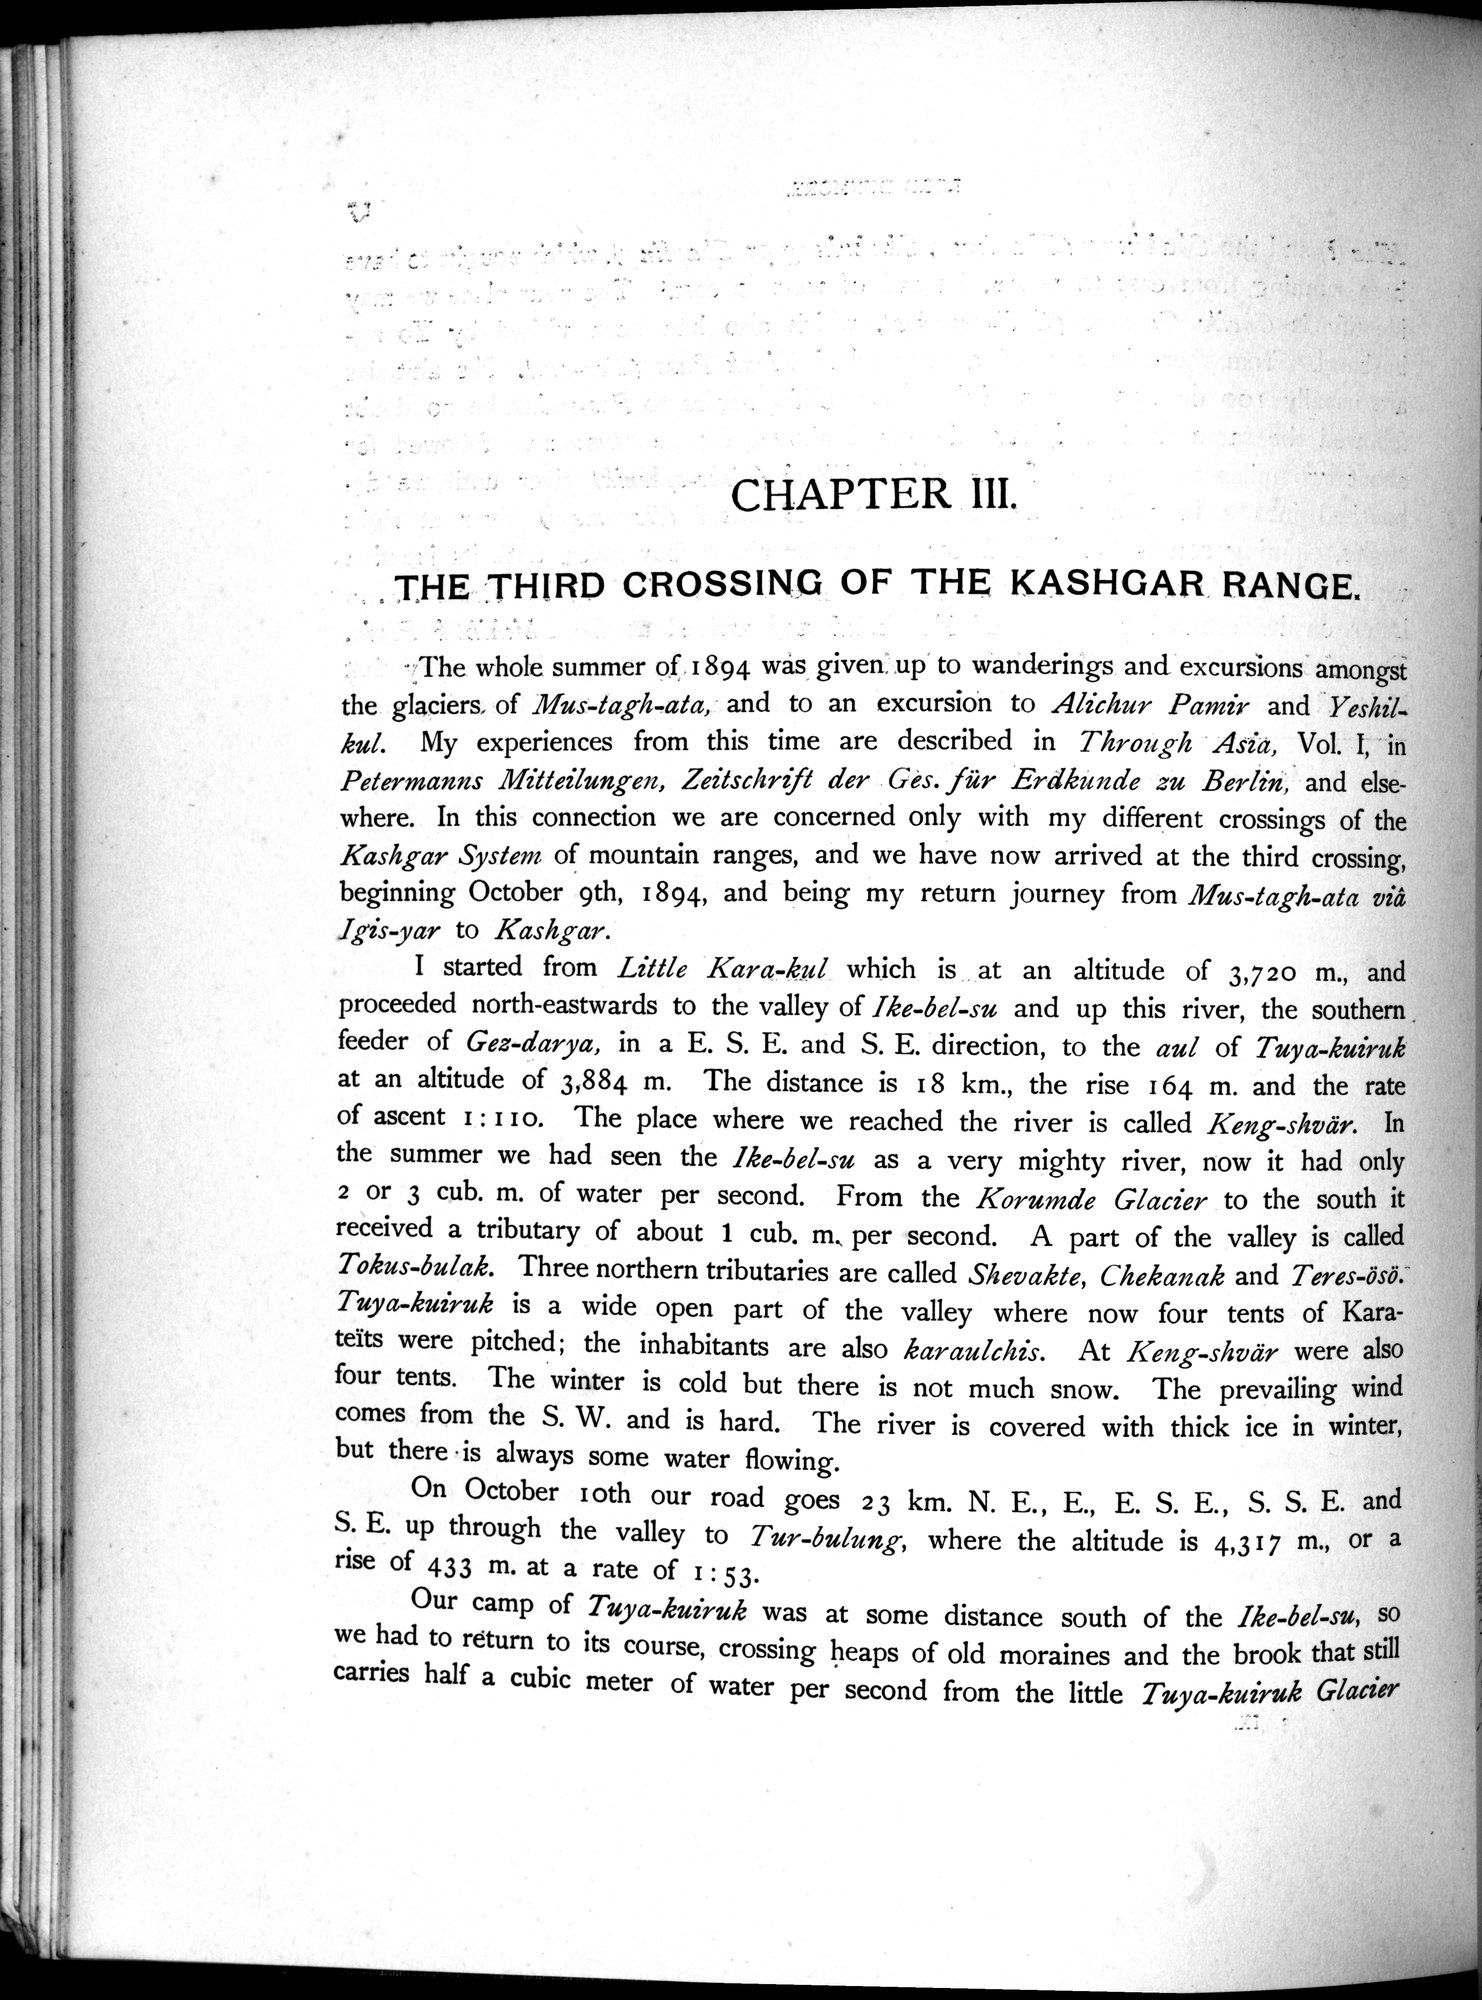 CHAPTER III.
THE THIRD CROSSING OF THE KASHGAR RANGE.
The whole summer of 1894 was given up to wanderings and excursions amongst
the glaciers of Mus-tagh-ata, and to an excursion to Alichur Pamir and Yeshil-
kul. My experiences from this time are described in Through Asia, Vol. I, in
Petermanns Mitteilungen, Zeitschrift der Ges. für Erdkunde zu Berlin, and else-
where. In this connection we are concerned only with my different crossings of the
Kashgar System of mountain ranges, and we have now arrived at the third crossing,
beginning October 9th, 1894, and being my return journey from Mus-tagh-ata viâ
Igis-yar to Kashgar.
I started from Little Kara-kul which is at an altitude of 3,720 m., and
proceeded north-eastwards to the valley of Ike-bel-su and up this river, the southern
feeder of Gez-darya, in a E. S. E. and S. E. direction, to the aul of Tuya-kuiruk
at an altitude of 3,884 m. The distance is 18 km., the rise 164 m. and the rate
of ascent 1:110. The place where we reached the river is called Keng-shvär. In
the summer we had seen the Ike-bel-su as a very mighty river, now it had only
2 or 3 cub. m. of water per second. From the Korumde Glacier to the south it
received a tributary of about 1 cub. m. per second. A part of the valley is called
Tokus-bulak. Three northern tributaries are called Shevakte, Chekanak and Teres-ösö.
Tuya-kuiruk is a wide open part of the valley where now four tents of Kara-
teïts were pitched; the inhabitants are also karaulchis. At Keng-shvär were also
four tents. The winter is cold but there is not much snow. The prevailing wind
comes from the S. W. and is hard. The river is covered with thick ice in winter,
but there is always some water flowing.
On October 10th our road goes 23 km. N. E., E., E. S. E., S. S. E. and
S. E. up through the valley to Tur-bulung, where the altitude is 4,317 m., or a
rise of 433 m. at a rate of 1:53.
Our camp of Tuya-kuiruk was at some distance south of the Ike-bel-su, so
we had to return to its course, crossing heaps of old moraines and the brook that still
carries half a cubic meter of water per second from the little Tuya-kuiruk Glacier